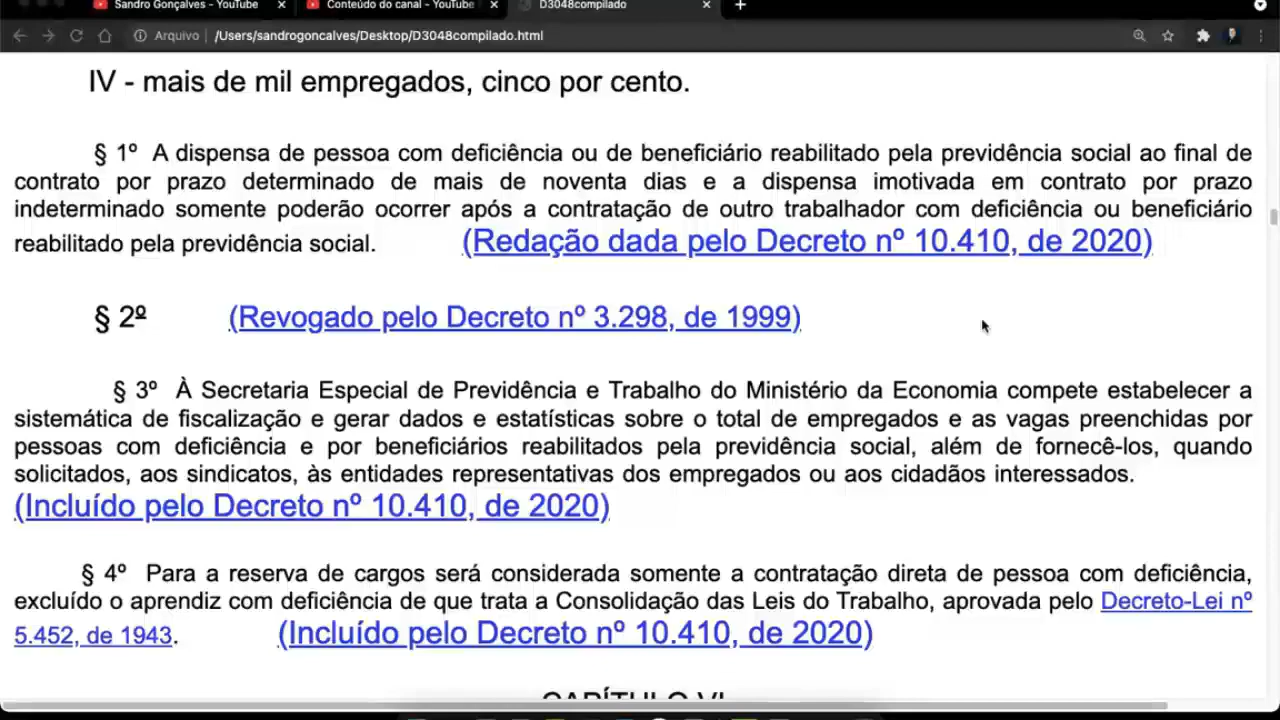 Sandro Gonçalves - YouTube
Conteúdo do canal - YouTube
D3048compilado
Arquivo | /Users/sandrogoncalves/Desktop/D3048compilado.html
IV - mais de mil empregados, cinco por cento.
§ 1º A dispensa de pessoa com deficiência ou de beneficiário reabilitado pela previdência social ao final de
contrato por prazo determinado de mais de noventa dias e a dispensa imotivada em contrato por prazo
indeterminado somente poderão ocorrer após a contratação de outro trabalhador com deficiência ou beneficiário
reabilitado pela previdência social. (Redação dada pelo Decreto nº 10.410, de 2020)
§ 2º (Revogado pelo Decreto nº 3.298, de 1999)
§ 3º À Secretaria Especial de Previdência e Trabalho do Ministério da Economia compete estabelecer a
sistemática de fiscalização e gerar dados e estatísticas sobre o total de empregados e as vagas preenchidas por
pessoas com deficiência e por beneficiários reabilitados pela previdência social, além de fornecê-los, quando
solicitados, aos sindicatos, às entidades representativas dos empregados ou aos cidadãos interessados.
(Incluído pelo Decreto nº 10.410, de 2020)
§ 4º Para a reserva de cargos será considerada somente a contratação direta de pessoa com deficiência,
excluído o aprendiz com deficiência de que trata a Consolidação das Leis do Trabalho, aprovada pelo Decreto-Lei nº
5.452, de 1943. (Incluído pelo Decreto nº 10.410, de 2020)
CAPÍTULO VI